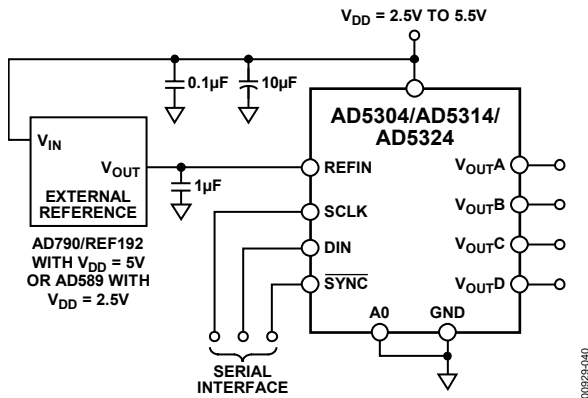 V_DD = 2.5V TO 5.5V
0.1µF
10µF
AD5304/AD5314/
AD5324
V_IN
V_OUT
EXTERNAL
REFERENCE
1µF
REFIN
SCLK
DIN
SYNC
V_OUTA
V_OUTB
V_OUTC
V_OUTD
A0
GND
AD790/REF192
WITH V_DD = 5V
OR AD589 WITH
V_DD = 2.5V
SERIAL
INTERFACE
00929-040